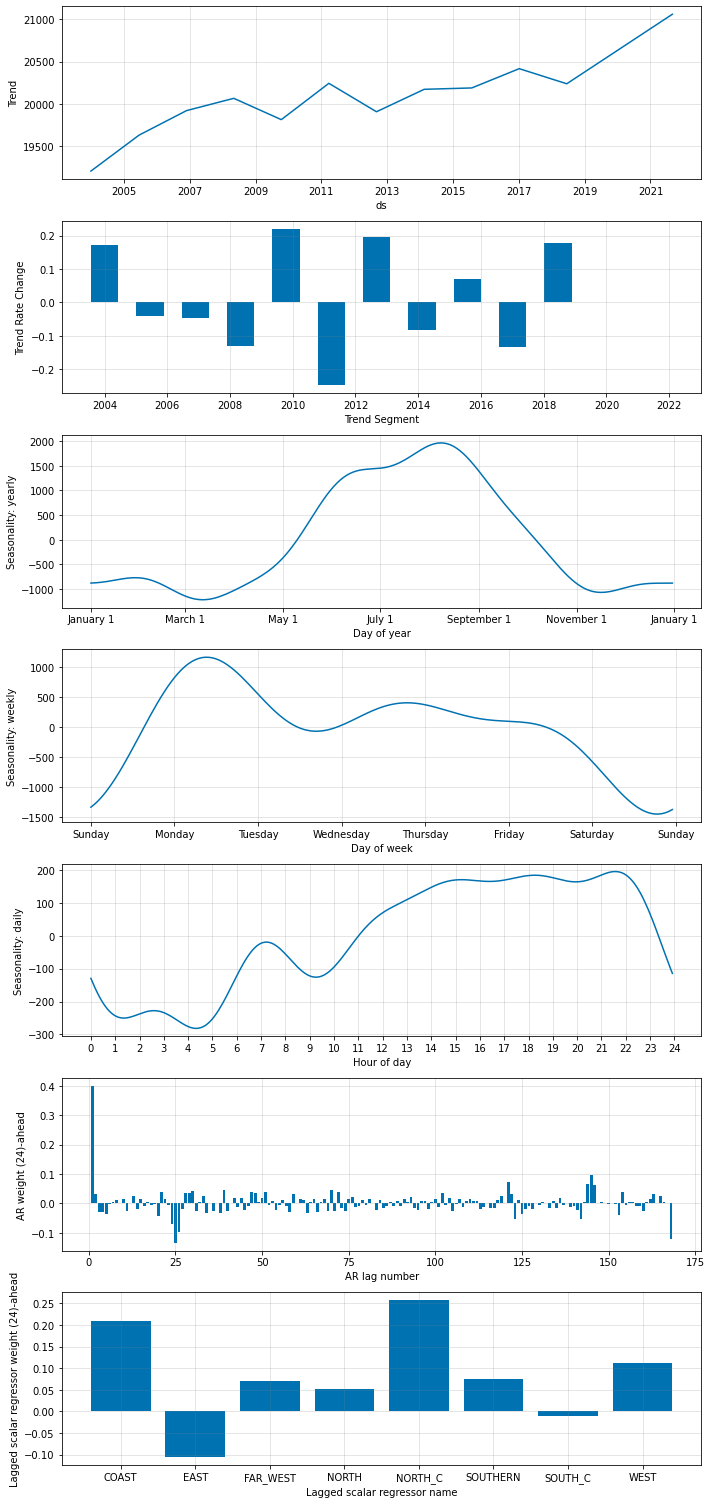 21000
20500
20000
19500
Trend
2005 2007 2009 2011 2013 2015 2017 2019 2021
ds
0.2
0.1
0.0
−0.1
−0.2
Trend Rate Change
2004 2006 2008 2010 2012 2014 2016 2018 2020 2022
Trend Segment
2000
1500
1000
500
0
−500
−1000
Seasonality: yearly
January 1 March 1 May 1 July 1 September 1 November 1 January 1
Day of year
1000
500
0
−500
−1000
−1500
Seasonality: weekly
Sunday Monday Tuesday Wednesday Thursday Friday Saturday Sunday
Day of week
200
100
0
−100
−200
−300
Seasonality: daily
0 1 2 3 4 5 6 7 8 9 10 11 12 13 14 15 16 17 18 19 20 21 22 23 24
Hour of day
0.4
0.3
0.2
0.1
0.0
−0.1
AR weight (24)-ahead
0 25 50 75 100 125 150 175
AR lag number
0.25
0.20
0.15
0.10
0.05
0.00
−0.05
−0.10
Lagged scalar regressor weight (24)-ahead
COAST EAST FAR_WEST NORTH NORTH_C SOUTHERN SOUTH_C WEST
Lagged scalar regressor name